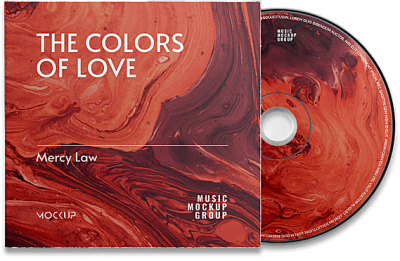 THE COLORS
OF LOVE
Mercy Law
MOCKUP
MUSIC
MOCKUP
GROUP
MUSIC
MOCKUP
GROUP